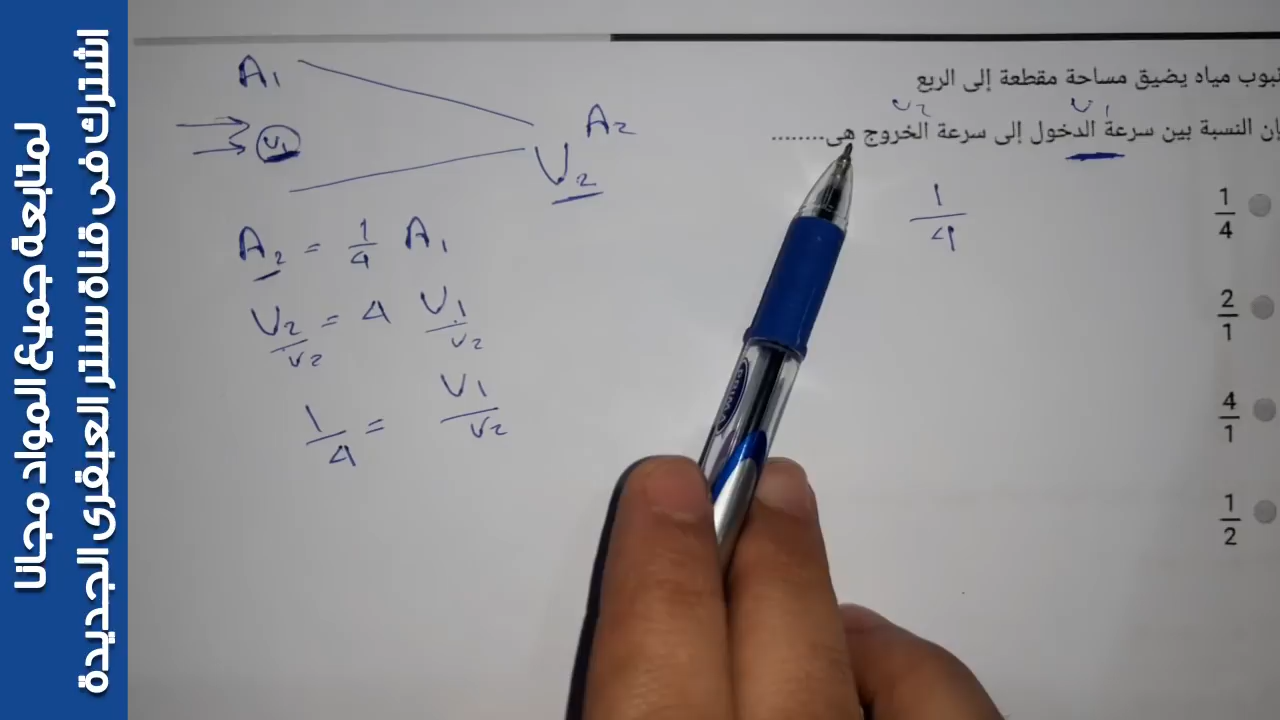 اشترك فى قناة سنتر العبقرى الجديدة
لمتابعة جميع المواد مجانا
مياه يضيق مساحة مقطعة إلى الربع
v2 v1
النسبة بين سرعة الدخول إلى سرعة الخروج هى........
1/4
1/4
2/1
4/1
1/2
A1
v1
A2
V2
A2 = 1/4 A1
V2/v2 = 4 V1/v2
1/4 = V1/v2